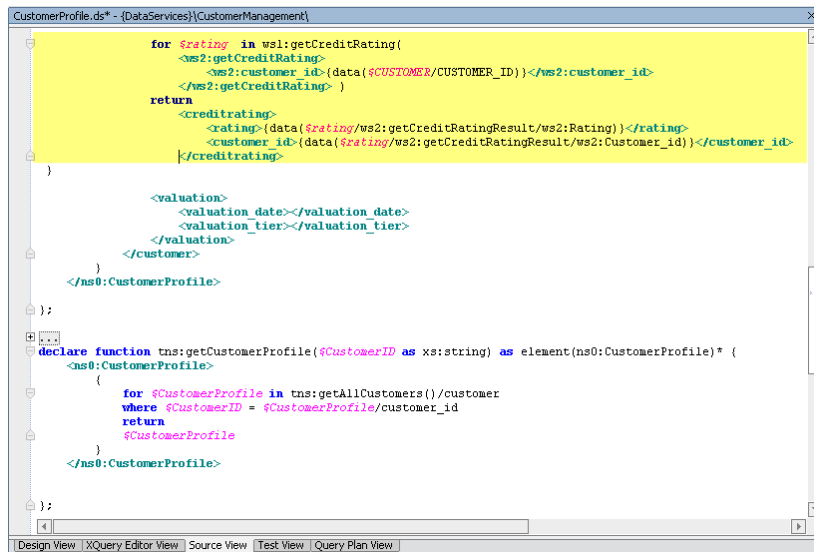 CustomerProfile.ds* - {DataServices}\CustomerManagement\
for $rating in ws1:getCreditRating(
<ws2:getCreditRating>
<ws2:customer_id>{data($CUSTOMER/CUSTOMER_ID)}</ws2:customer_id>
</ws2:getCreditRating> )
return
<creditrating>
<rating>{data($rating/ws2:getCreditRatingResult/ws2:Rating)}</rating>
<customer_id>{data($rating/ws2:getCreditRatingResult/ws2:Customer_id)}</customer_id>
</creditrating>
}
<valuation>
<valuation_date></valuation_date>
<valuation_tier></valuation_tier>
</valuation>
</customer>
}
</ns0:CustomerProfile>
};
...
declare function tns:getCustomerProfile($CustomerID as xs:string) as element(ns0:CustomerProfile)* {
<ns0:CustomerProfile>
{
for $CustomerProfile in tns:getAllCustomers()/customer
where $CustomerID = $CustomerProfile/customer_id
return
$CustomerProfile
}
</ns0:CustomerProfile>
};
Design View XQuery Editor View Source View Test View Query Plan View